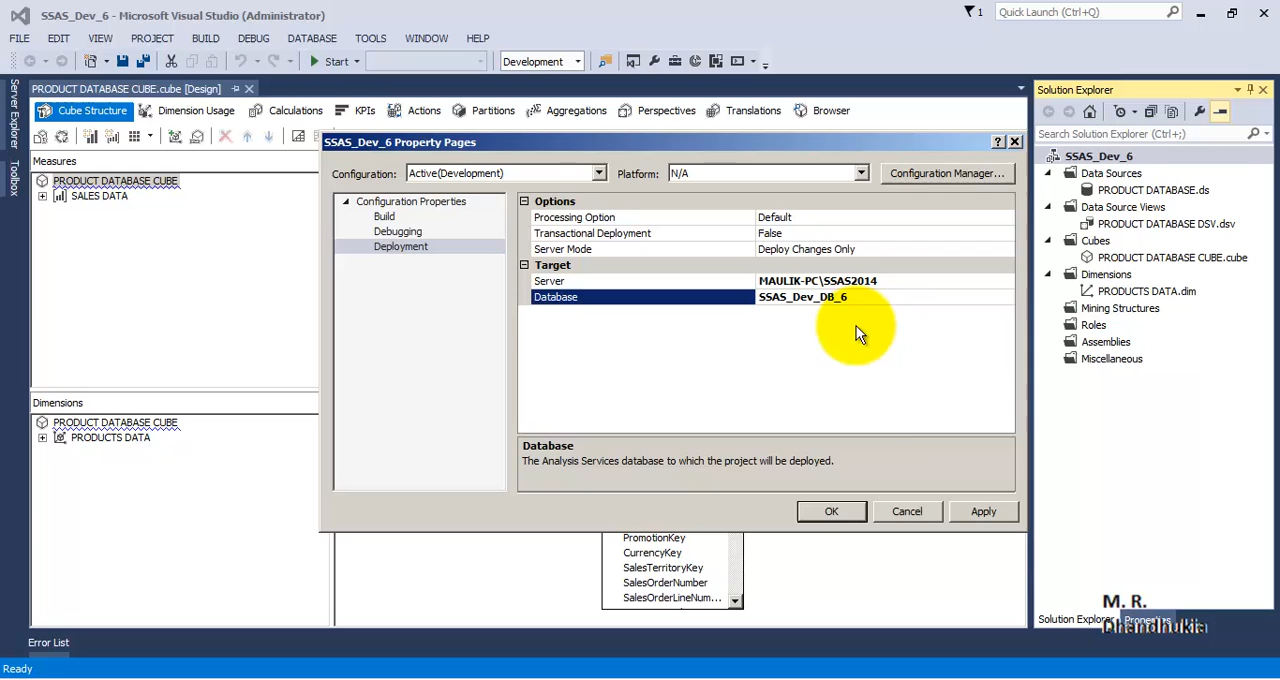 SSAS_Dev_6 - Microsoft Visual Studio (Administrator)
1
Quick Launch (Ctrl+Q)
FILE EDIT VIEW PROJECT BUILD DEBUG DATABASE TOOLS WINDOW HELP
Start
Development
Server Explorer
Toolbox
PRODUCT DATABASE CUBE.cube [Design]
Cube Structure Dimension Usage Calculations KPIs Actions Partitions Aggregations Perspectives Translations Browser
Measures
PRODUCT DATABASE CUBE
SALES DATA
Dimensions
PRODUCT DATABASE CUBE
PRODUCTS DATA
SSAS_Dev_6 Property Pages
Configuration: Active(Development) Platform: N/A Configuration Manager...
Configuration Properties
Build
Debugging
Deployment
Options
Processing Option Default
Transactional Deployment False
Server Mode Deploy Changes Only
Target
Server MAULIK-PC\SSAS2014
Database SSAS_Dev_DB_6
Database
The Analysis Services database to which the project will be deployed.
OK Cancel Apply
PromotionKey
CurrencyKey
SalesTerritoryKey
SalesOrderNumber
SalesOrderLineNum...
Solution Explorer
Search Solution Explorer (Ctrl+;)
SSAS_Dev_6
Data Sources
PRODUCT DATABASE.ds
Data Source Views
PRODUCT DATABASE DSV.dsv
Cubes
PRODUCT DATABASE CUBE.cube
Dimensions
PRODUCTS DATA.dim
Mining Structures
Roles
Assemblies
Miscellaneous
M. R.
Dhandhukia
Solution Explorer Properties
Error List
Ready